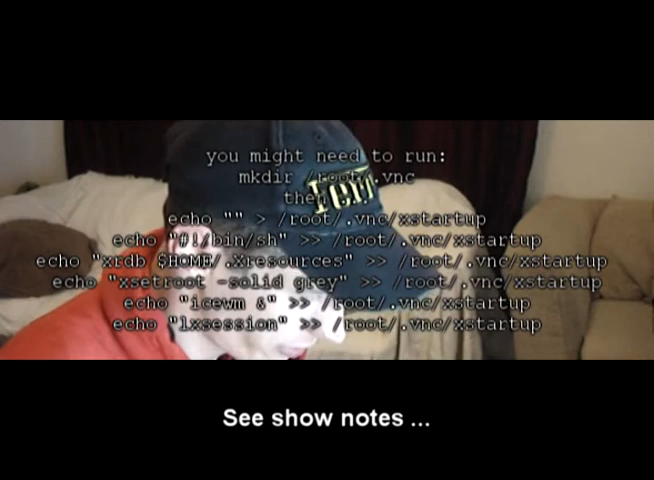 you might need to run:
mkdir /root/.vnc
then
echo "" > /root/.vnc/xstartup
echo "#!/bin/sh" >> /root/.vnc/xstartup
echo "xrdb $HOME/.Xresources" >> /root/.vnc/xstartup
echo "xsetroot -solid grey" >> /root/.vnc/xstartup
echo "icewm &" >> /root/.vnc/xstartup
echo "lxsession" >> /root/.vnc/xstartup
See show notes ...